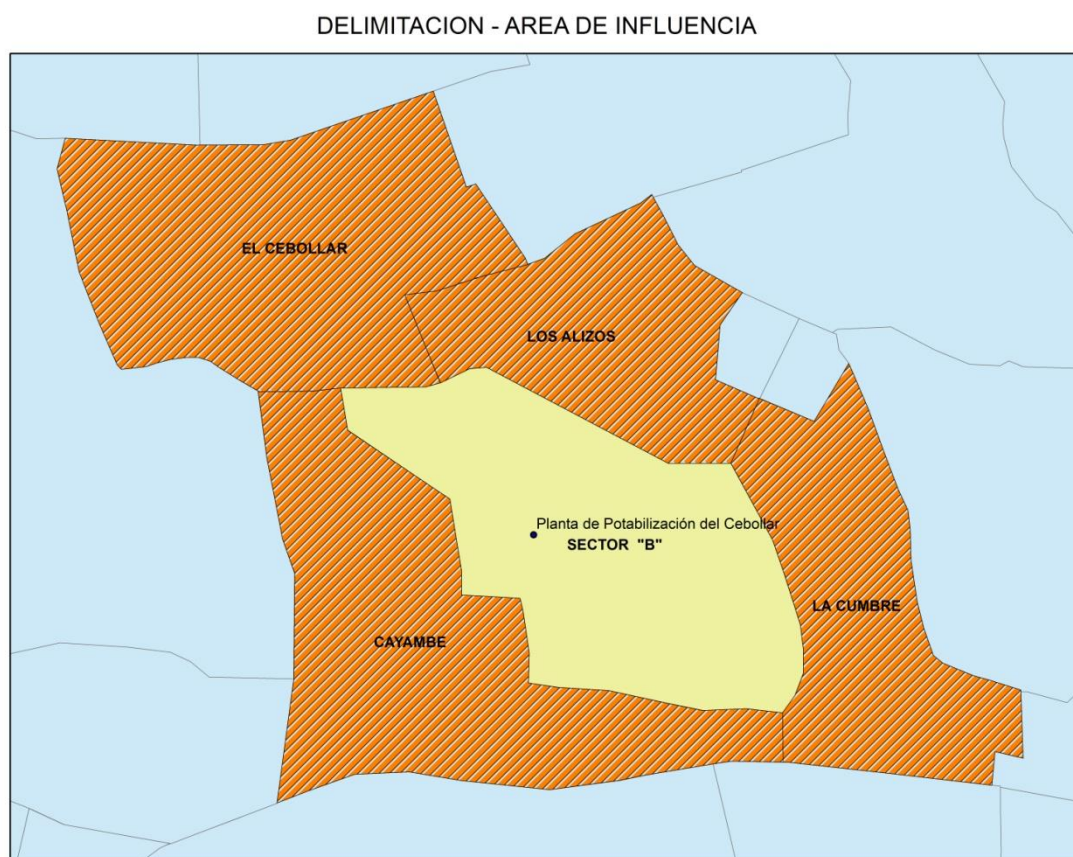 DELIMITACION - AREA DE INFLUENCIA
EL CEBOLLAR
LOS ALIZOS
Planta de Potabilización del Cebollar
SECTOR "B"
LA CUMBRE
CAYAMBE